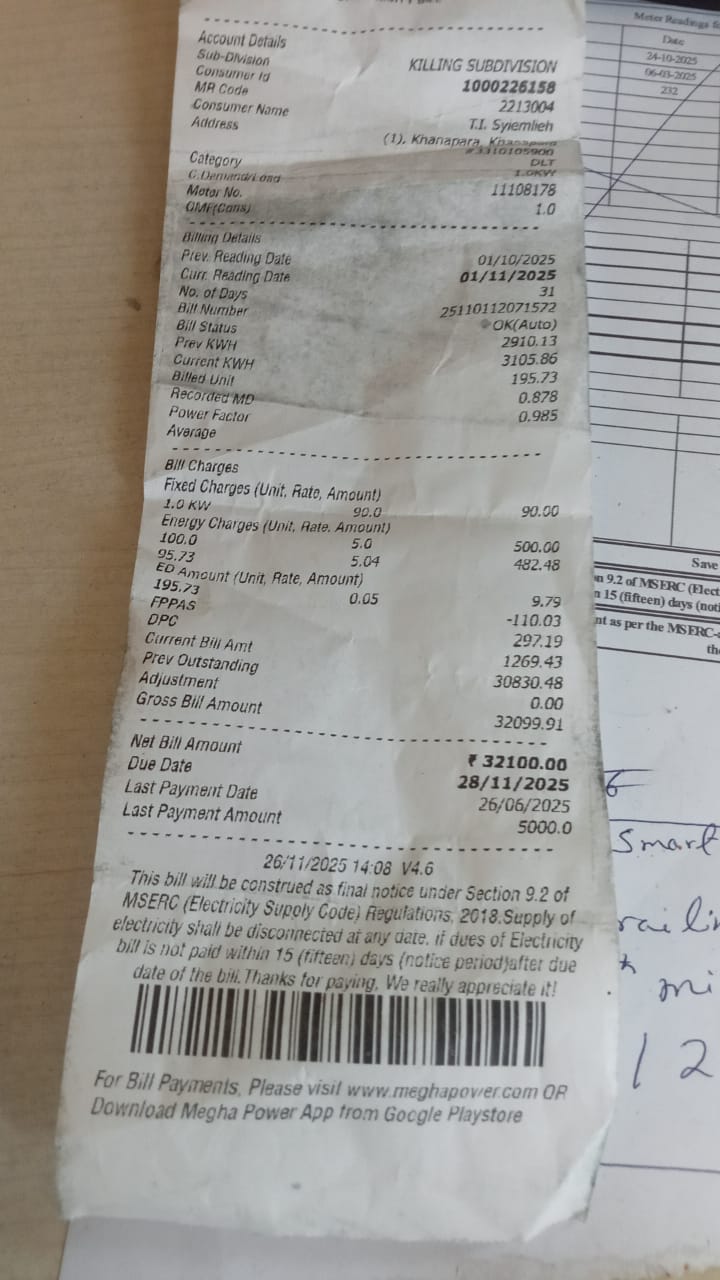 Account Details
Sub-Division KILLING SUBDIVISION
Consumer Id 1000226158
MR Code 2213004
Consumer Name T.I. Syiemlieh
Address (1), Khanapara, Khanapara
#3310105900
Category DLT
C.Demand/Load 1.0KW
Meter No. 11108178
OMF(Cons) 1.0
Billing Details
Prev. Reading Date 01/10/2025
Curr. Reading Date 01/11/2025
No. of Days 31
Bill Number 25110112071572
Bill Status OK(Auto)
Prev KWH 2910.13
Current KWH 3105.86
Billed Unit 195.73
Recorded MD 0.878
Power Factor 0.985
Average
Bill Charges
Fixed Charges (Unit, Rate, Amount)
1.0 KW 90.0 90.00
Energy Charges (Unit, Rate, Amount)
100.0 5.0 500.00
95.73 5.04 482.48
ED Amount (Unit, Rate, Amount)
195.73 0.05 9.79
FPPAS -110.03
DPC 297.19
Current Bill Amt 1269.43
Prev Outstanding 30830.48
Adjustment 0.00
Gross Bill Amount 32099.91
Net Bill Amount ₹ 32100.00
Due Date 28/11/2025
Last Payment Date 26/06/2025
Last Payment Amount 5000.0
26/11/2025 14:08 V4.6
This bill will be construed as final notice under Section 9.2 of
MSERC (Electricity Supply Code) Regulations, 2018.Supply of
electricity shall be disconnected at any date, if dues of Electricity
bill is not paid within 15 (fifteen) days (notice period)after due
date of the bill.Thanks for paying, We really appreciate it!
For Bill Payments, Please visit www.meghapower.com OR
Download Megha Power App from Google Playstore
Meter Readings
Date
24-10-2025
06-03-2025
232
Save
9.2 of MSERC (Elect
15 (fifteen) days (noti
nt as per the MSERC-
th
Smart
mi
12